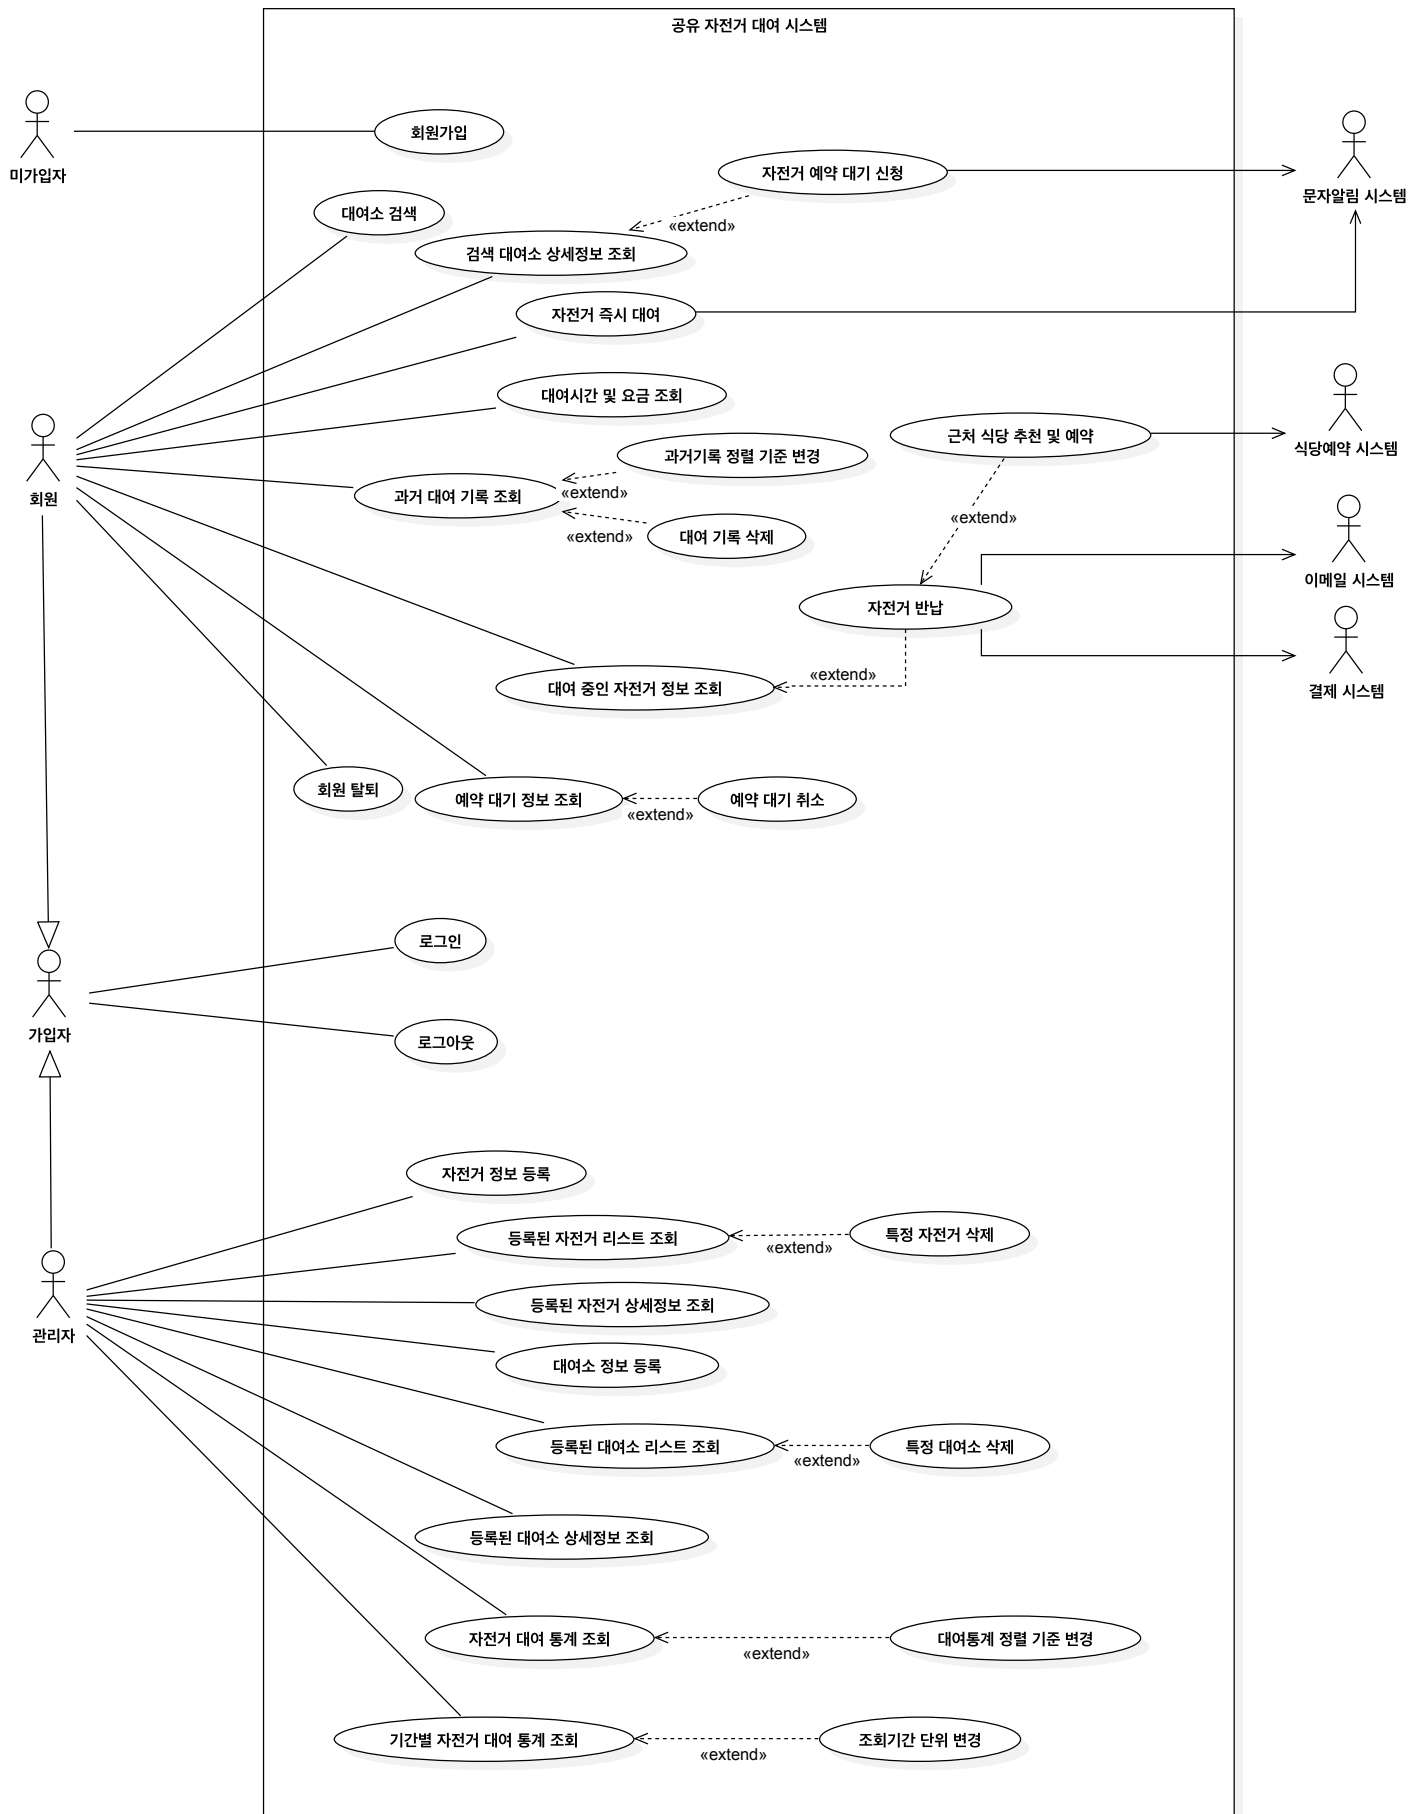 공유 자전거 대여 시스템
회원가입
미가입자
자전거 예약 대기 신청
문자알림 시스템
대여소 검색
«extend»
검색 대여소 상세정보 조회
자전거 즉시 대여
대여시간 및 요금 조회
근처 식당 추천 및 예약
식당예약 시스템
과거기록 정렬 기준 변경
회원
과거 대여 기록 조회
«extend»
«extend»
대여 기록 삭제
«extend»
이메일 시스템
자전거 반납
«extend»
대여 중인 자전거 정보 조회
결제 시스템
회원 탈퇴
예약 대기 정보 조회
«extend»
예약 대기 취소
로그인
가입자
로그아웃
자전거 정보 등록
등록된 자전거 리스트 조회
«extend»
특정 자전거 삭제
등록된 자전거 상세정보 조회
관리자
대여소 정보 등록
등록된 대여소 리스트 조회
«extend»
특정 대여소 삭제
등록된 대여소 상세정보 조회
자전거 대여 통계 조회
«extend»
대여통계 정렬 기준 변경
기간별 자전거 대여 통계 조회
«extend»
조회기간 단위 변경